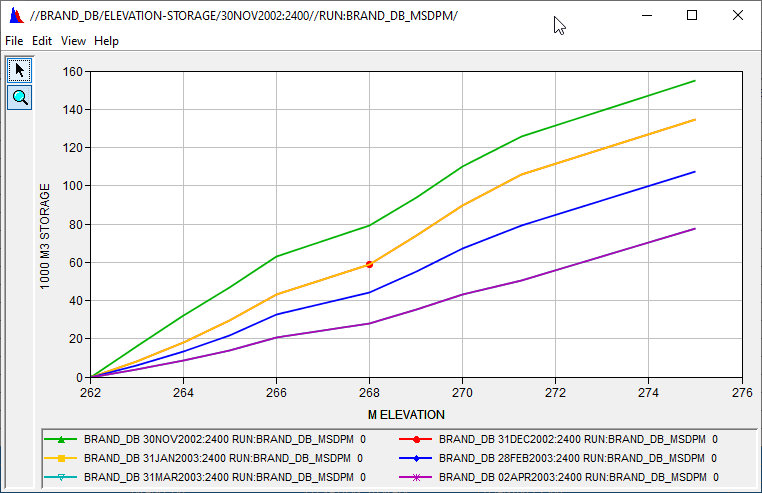 //BRAND_DB/ELEVATION-STORAGE/30NOV2002:2400//RUN:BRAND_DB_MSDPM/
File Edit View Help
160
140
120
100
80
60
40
20
0
1000 M3 STORAGE
262 264 266 268 270 272 274 276
M ELEVATION
BRAND_DB 30NOV2002:2400 RUN:BRAND_DB_MSDPM 0 BRAND_DB 31DEC2002:2400 RUN:BRAND_DB_MSDPM 0
BRAND_DB 31JAN2003:2400 RUN:BRAND_DB_MSDPM 0 BRAND_DB 28FEB2003:2400 RUN:BRAND_DB_MSDPM 0
BRAND_DB 31MAR2003:2400 RUN:BRAND_DB_MSDPM 0 BRAND_DB 02APR2003:2400 RUN:BRAND_DB_MSDPM 0